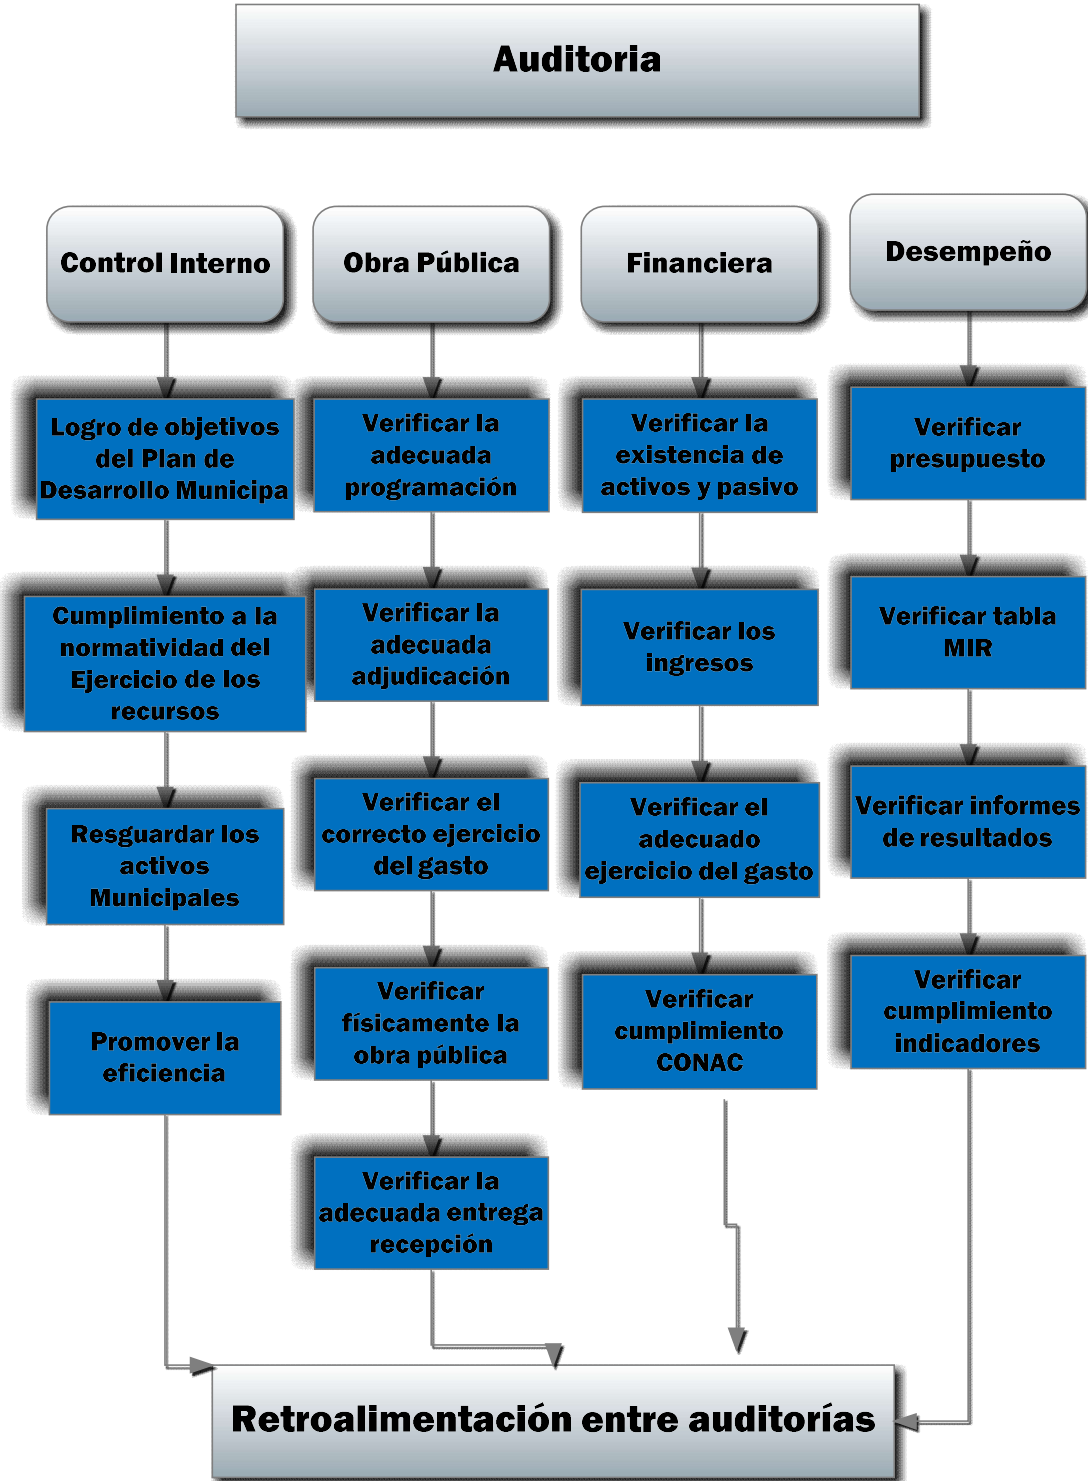 Auditoria
Control Interno
Logro de objetivos
del Plan de
Desarrollo Municipa
Cumplimiento a la
normatividad del
Ejercicio de los
recursos
Resguardar los
activos
Municipales
Promover la
eficiencia
Obra Pública
Verificar la
adecuada
programación
Verificar la
adecuada
adjudicación
Verificar el
correcto ejercicio
del gasto
Verificar
físicamente la
obra pública
Verificar la
adecuada entrega
recepción
Financiera
Verificar la
existencia de
activos y pasivo
Verificar los
ingresos
Verificar el
adecuado
ejercicio del gasto
Verificar
cumplimiento
CONAC
Desempeño
Verificar
presupuesto
Verificar tabla
MIR
Verificar informes
de resultados
Verificar
cumplimiento
indicadores
Retroalimentación entre auditorías